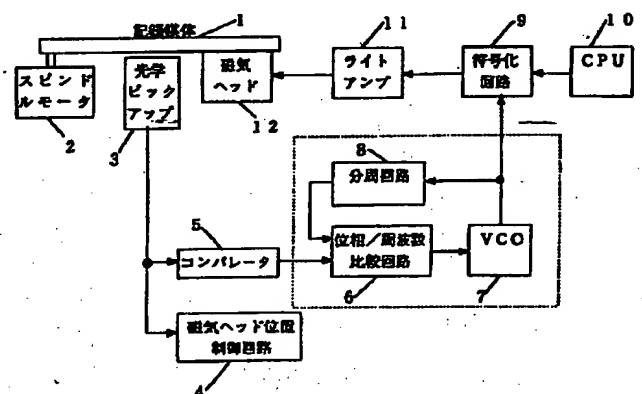 記録媒体
1
スピンド
ルモータ
2
光学
ピック
アップ
3
磁気
ヘッド
12
11
ライト
アンプ
9
符号化
回路
10
CPU
8
分周回路
5
コンパレータ
位相/周波数
比較回路
6
VCO
7
磁気ヘッド位置
制御回路
4